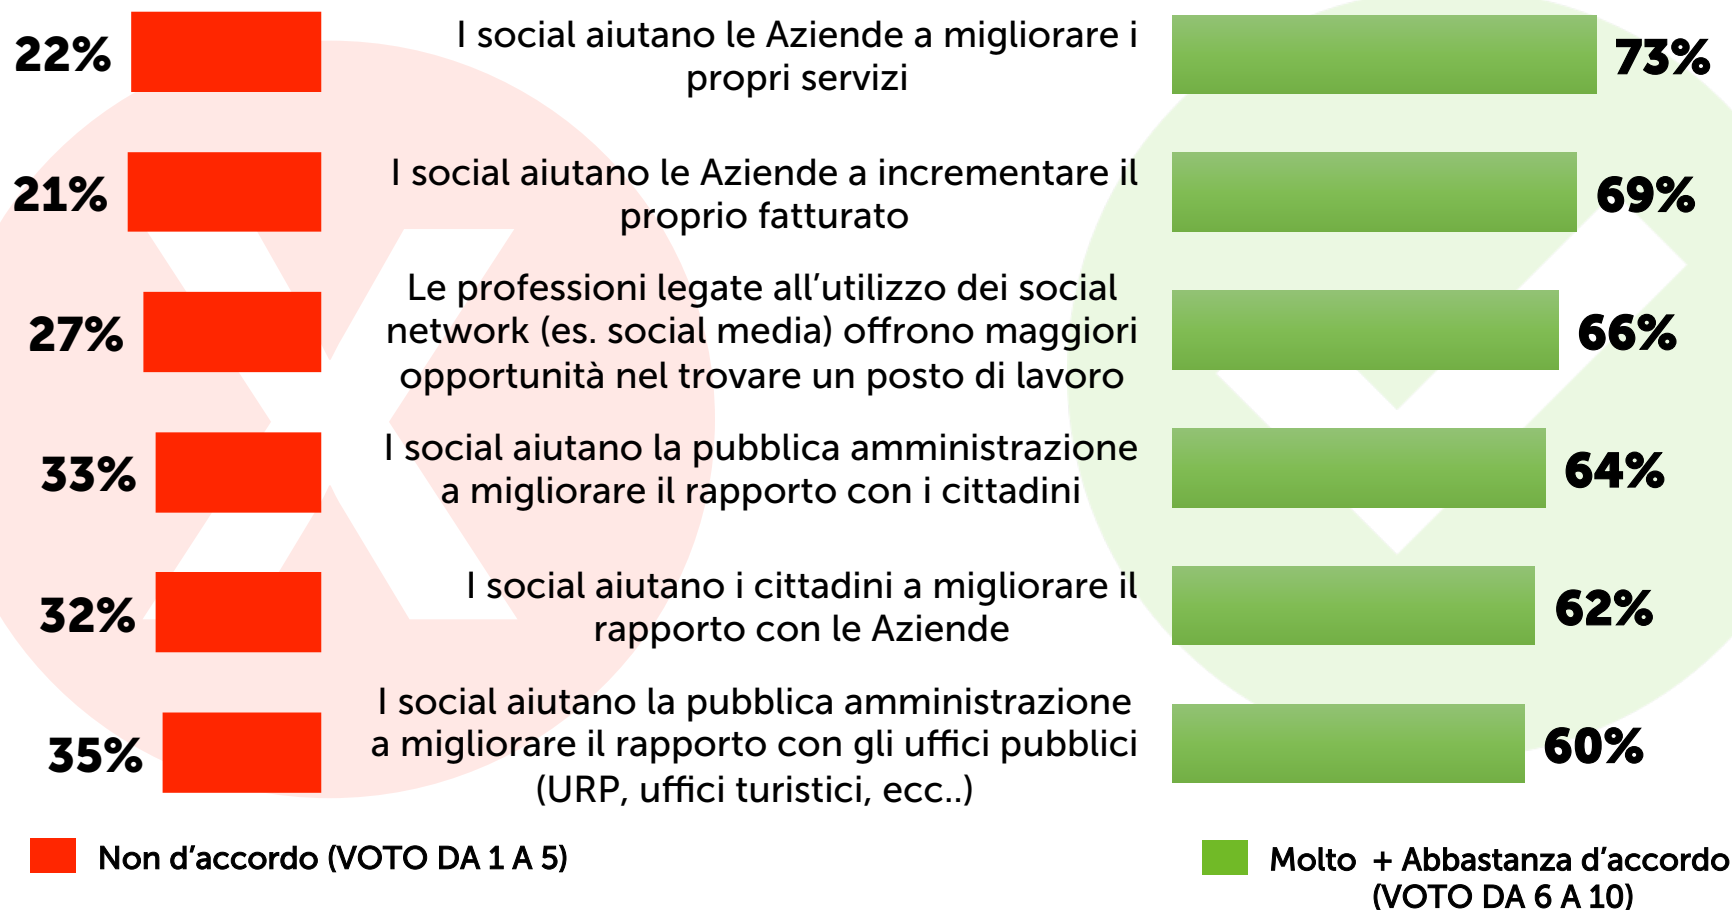 22%
I social aiutano le Aziende a migliorare i
propri servizi
73%
21%
I social aiutano le Aziende a incrementare il
proprio fatturato
69%
27%
Le professioni legate all’utilizzo dei social
network (es. social media) offrono maggiori
opportunità nel trovare un posto di lavoro
66%
33%
I social aiutano la pubblica amministrazione
a migliorare il rapporto con i cittadini
64%
32%
I social aiutano i cittadini a migliorare il
rapporto con le Aziende
62%
35%
I social aiutano la pubblica amministrazione
a migliorare il rapporto con gli uffici pubblici
(URP, uffici turistici, ecc..)
60%
Non d’accordo (VOTO DA 1 A 5)
Molto + Abbastanza d’accordo
(VOTO DA 6 A 10)